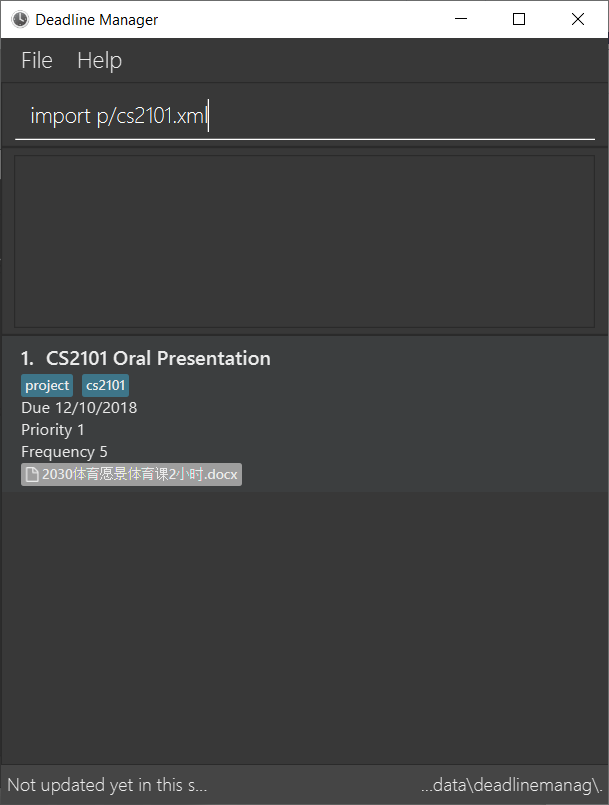 Deadline Manager
File Help
import p/cs2101.xml
1. CS2101 Oral Presentation
project cs2101
Due 12/10/2018
Priority 1
Frequency 5
2030体育愿景体育课2小时.docx
Not updated yet in this s... ...data\deadlinemanag\.